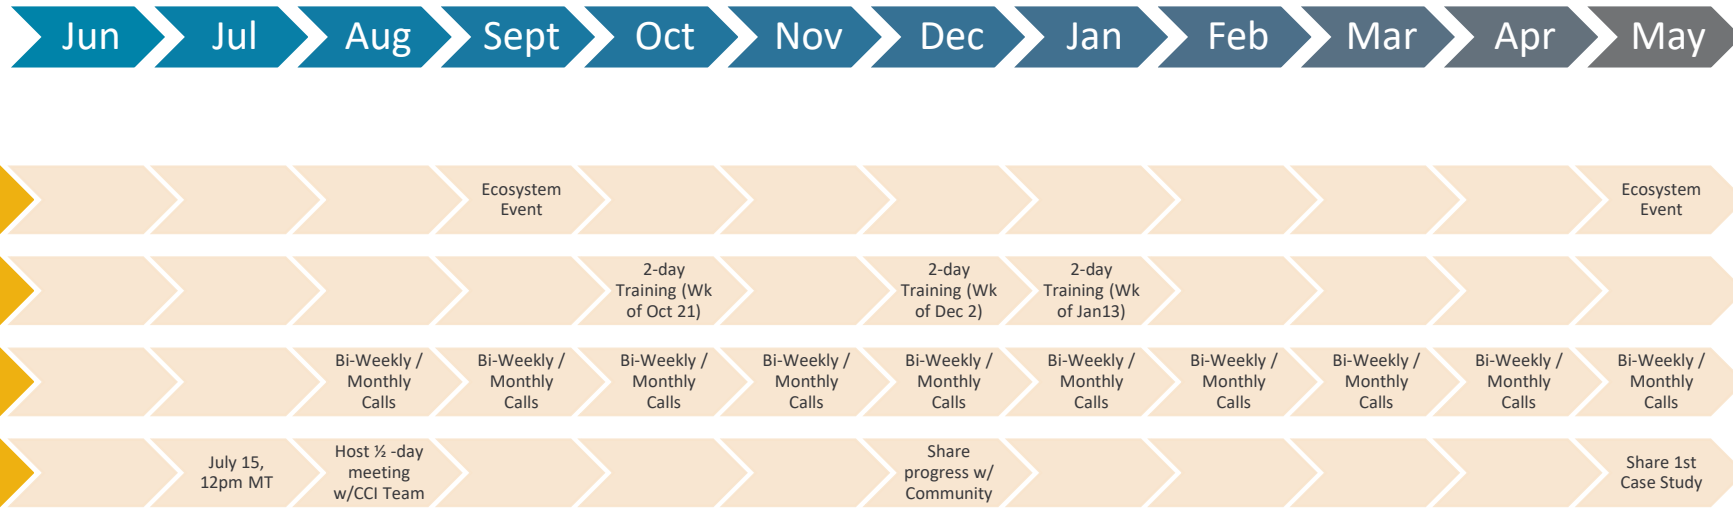 Jun Jul Aug Sept Oct Nov Dec Jan Feb Mar Apr May
Ecosystem
Event
Ecosystem
Event
2-day
Training (Wk
of Oct 21)
2-day
Training (Wk
of Dec 2)
2-day
Training (Wk
of Jan13)
Bi-Weekly /
Monthly
Calls
Bi-Weekly /
Monthly
Calls
Bi-Weekly /
Monthly
Calls
Bi-Weekly /
Monthly
Calls
Bi-Weekly /
Monthly
Calls
Bi-Weekly /
Monthly
Calls
Bi-Weekly /
Monthly
Calls
Bi-Weekly /
Monthly
Calls
Bi-Weekly /
Monthly
Calls
Bi-Weekly /
Monthly
Calls
July 15,
12pm MT
Host ½ -day
meeting
w/CCI Team
Share
progress w/
Community
Share 1st
Case Study